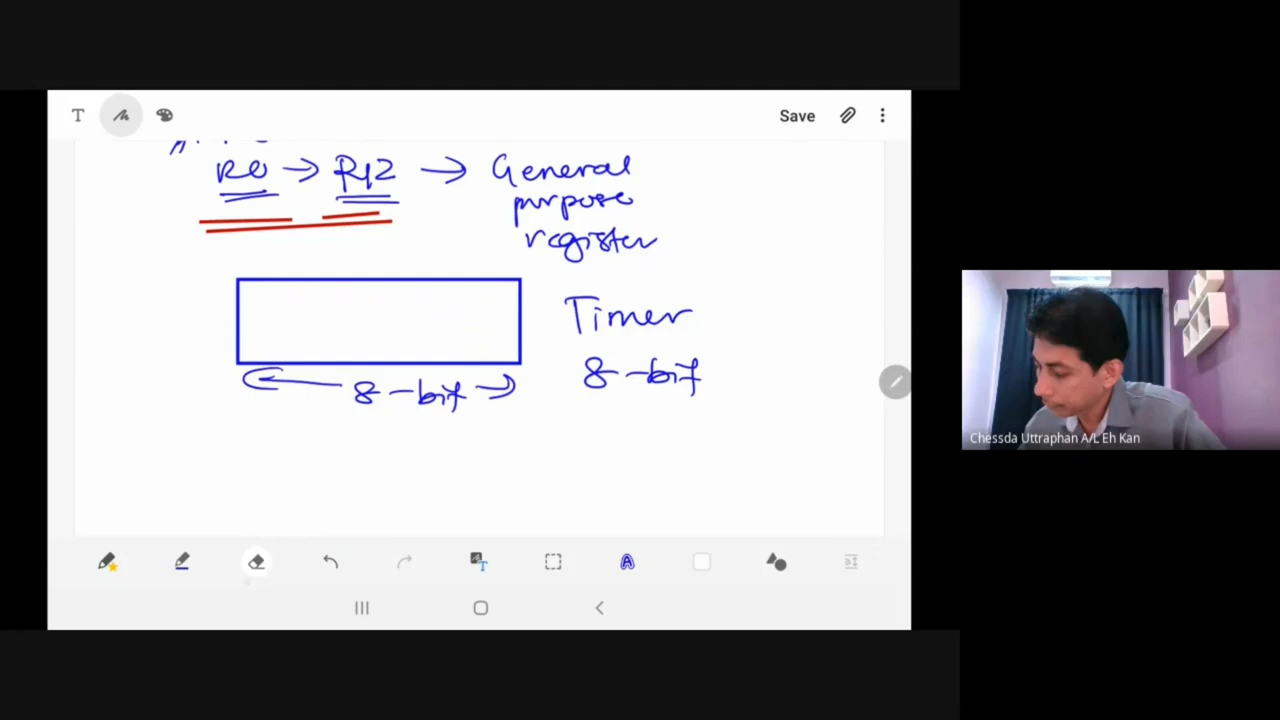 T
Save
R0 → R12 → General
purpose
register
Timer
8-bit
8-bit
Chessda Uttraphan A/L Eh Kan